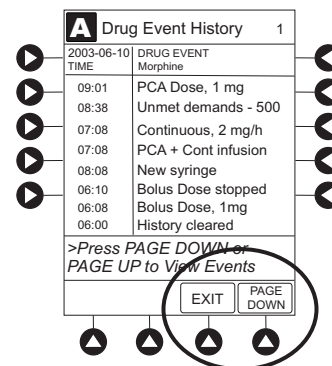 A Drug Event History 1
2003-06-10 DRUG EVENT
TIME Morphine
09:01 PCA Dose, 1 mg
08:38 Unmet demands - 500
07:08 Continuous, 2 mg/h
07:08 PCA + Cont infusion
08:08 New syringe
06:10 Bolus Dose stopped
06:08 Bolus Dose, 1mg
06:00 History cleared
>Press PAGE DOWN or
PAGE UP to View Events
EXIT PAGE
DOWN